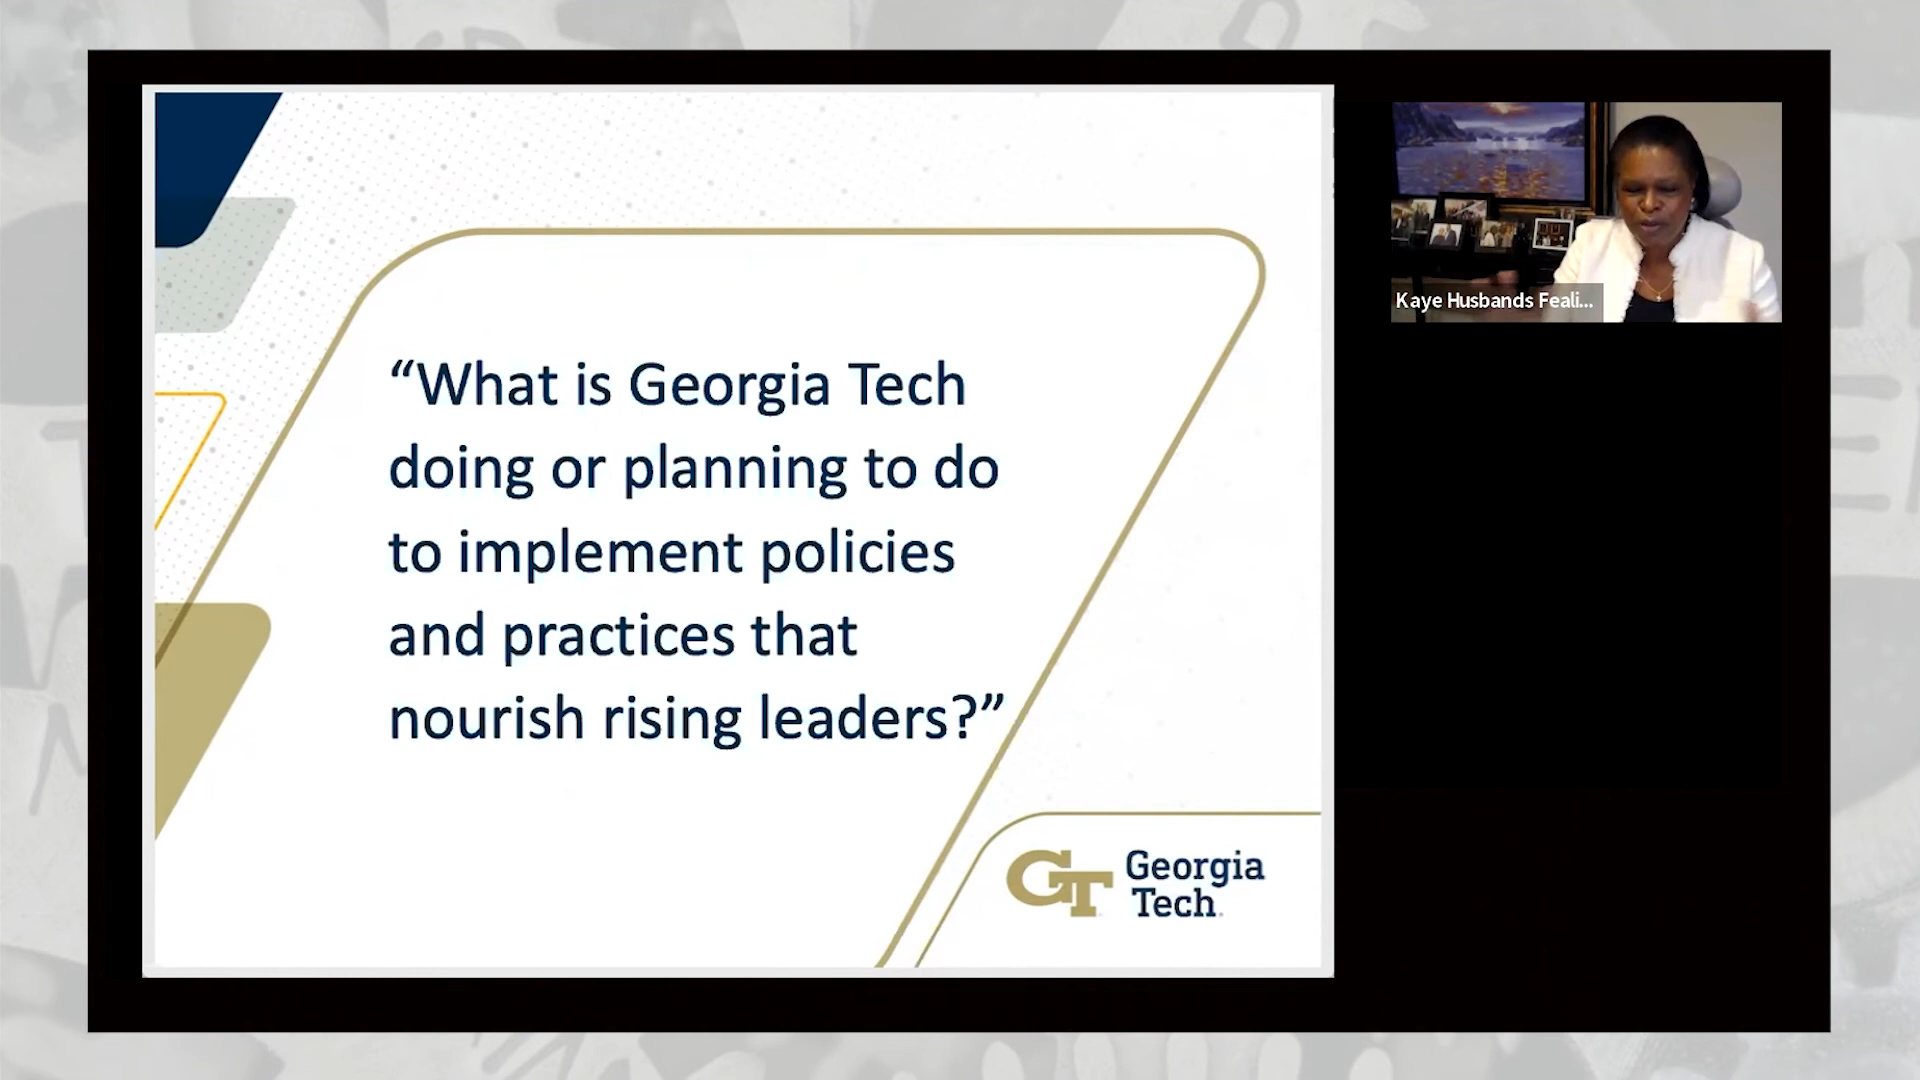 “What is Georgia Tech
doing or planning to do
to implement policies
and practices that
nourish rising leaders?”
GT Georgia
Tech
Kaye Husbands Feali...